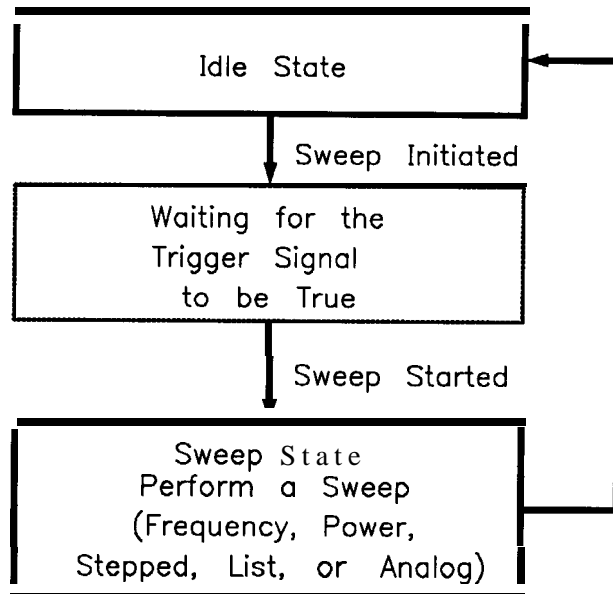 Idle State
Sweep Initiated
Waiting for the
Trigger Signal
to be True
Sweep Started
Sweep State
Perform a Sweep
(Frequency, Power,
Stepped, List, or Analog)